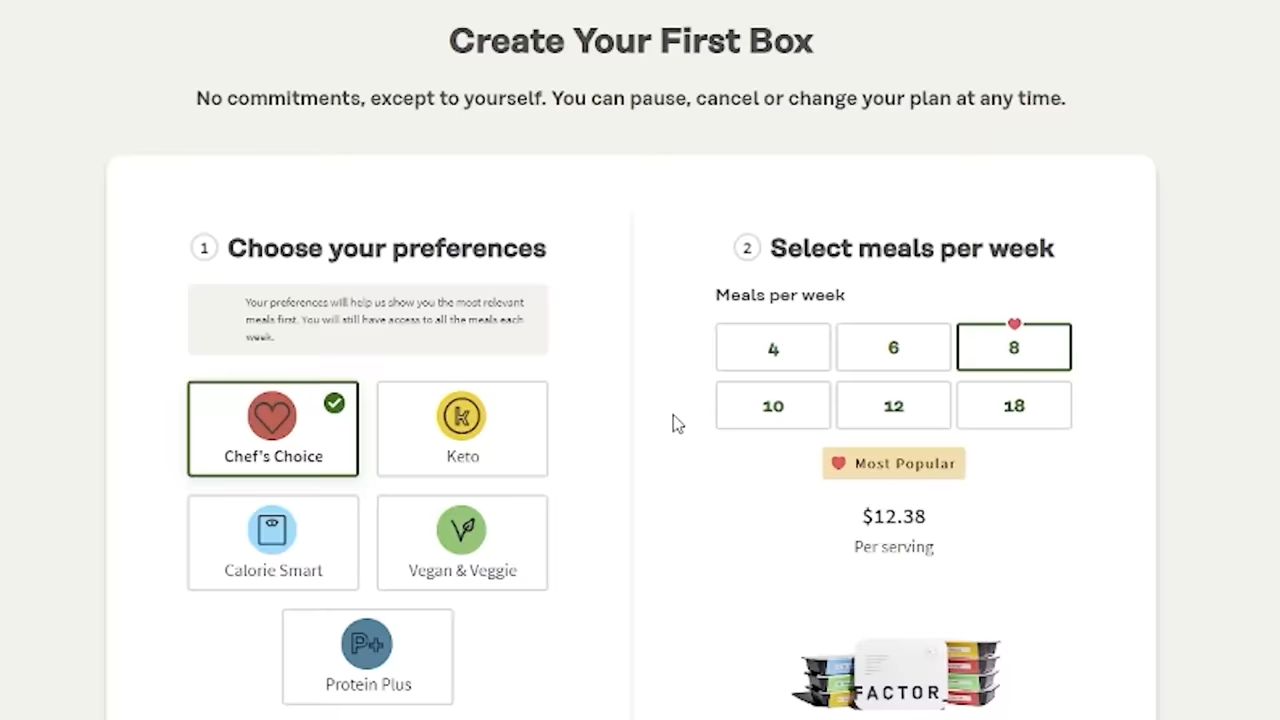 Create Your First Box
No commitments, except to yourself. You can pause, cancel or change your plan at any time.
1 Choose your preferences
Your preferences will help us show you the most relevant
meals first. You will still have access to all the meals each
week.
Chef's Choice
k
Keto
Calorie Smart
Vegan & Veggie
P+
Protein Plus
2 Select meals per week
Meals per week
4 6 8
10 12 18
Most Popular
$12.38
Per serving
FACTOR